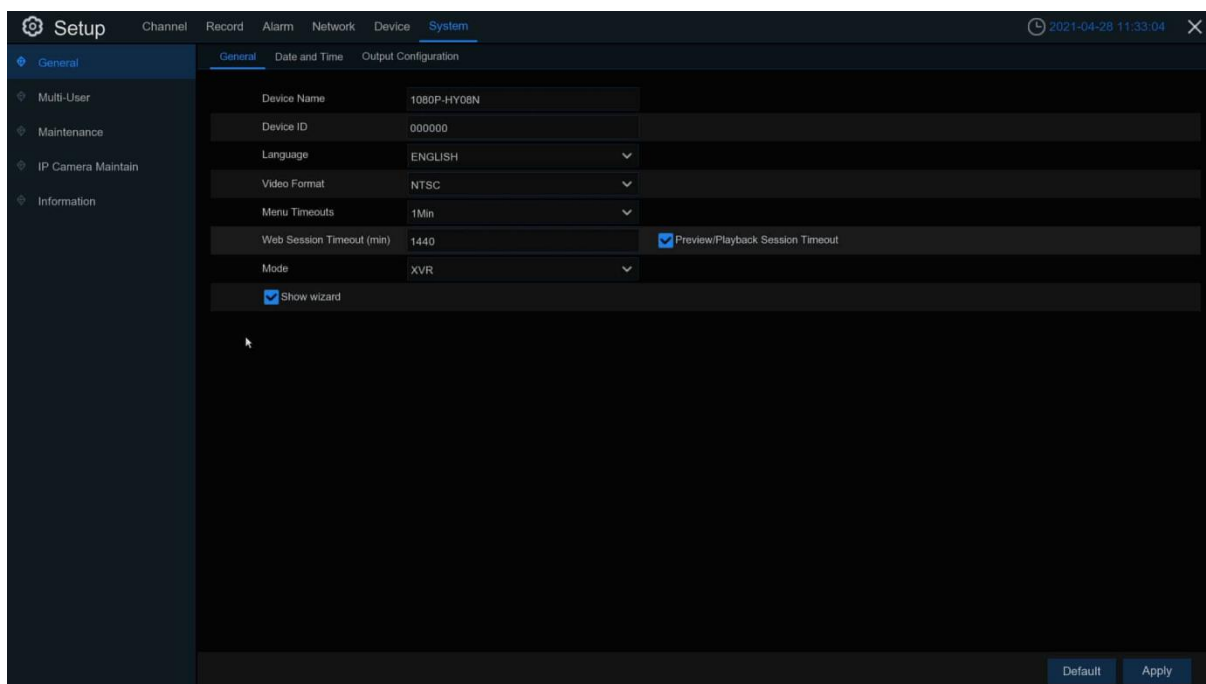 Setup Channel Record Alarm Network Device System 2021-04-28 11:33:04
General
Multi-User
Maintenance
IP Camera Maintain
Information
General Date and Time Output Configuration
Device Name 1080P-HY08N
Device ID 000000
Language ENGLISH
Video Format NTSC
Menu Timeouts 1Min
Web Session Timeout (min) 1440 Preview/Playback Session Timeout
Mode XVR
Show wizard
Default Apply